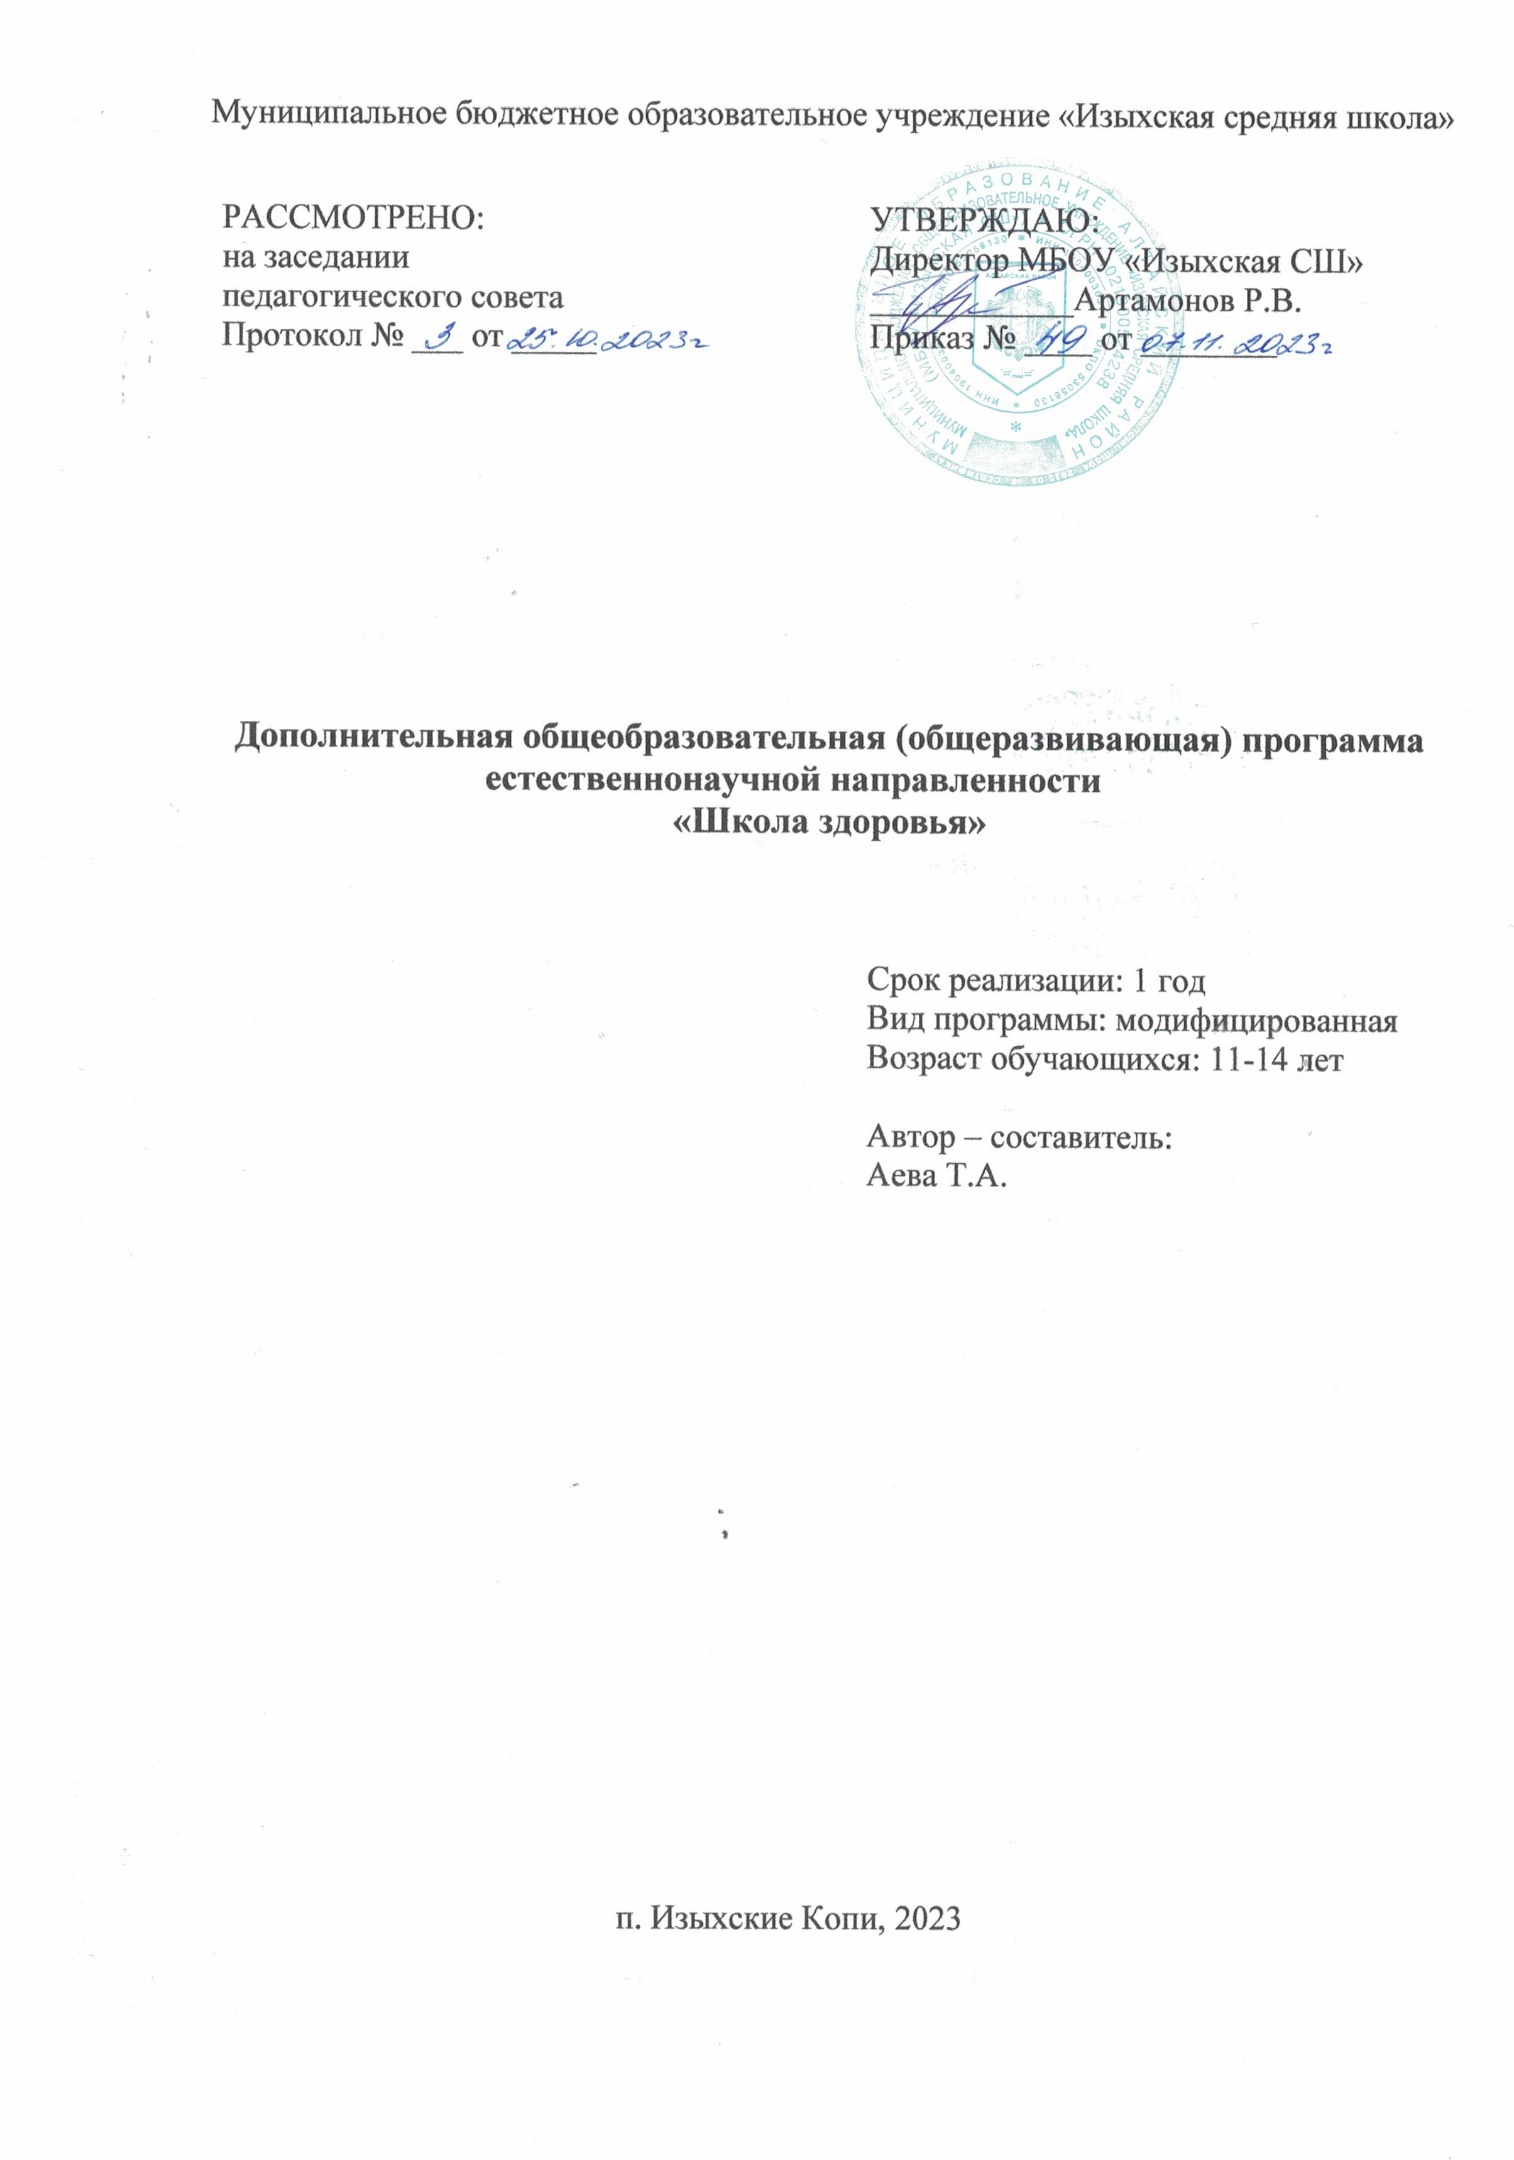 Муниципальное бюджетное образовательное учреждение «Изыхская средняя школа»
РАССМОТРЕНО:
на заседании
педагогического совета
Протокол № 3 от 25.10.2023г
УТВЕРЖДАЮ:
Директор МБОУ «Изыхская СШ»
Артамонов Р.В.
Приказ № 49 от 07.11.2023г
Дополнительная общеобразовательная (общеразвивающая) программа
естественнонаучной направленности
«Школа здоровья»
Срок реализации: 1 год
Вид программы: модифицированная
Возраст обучающихся: 11-14 лет
Автор – составитель:
Аева Т.А.
п. Изыхские Копи, 2023